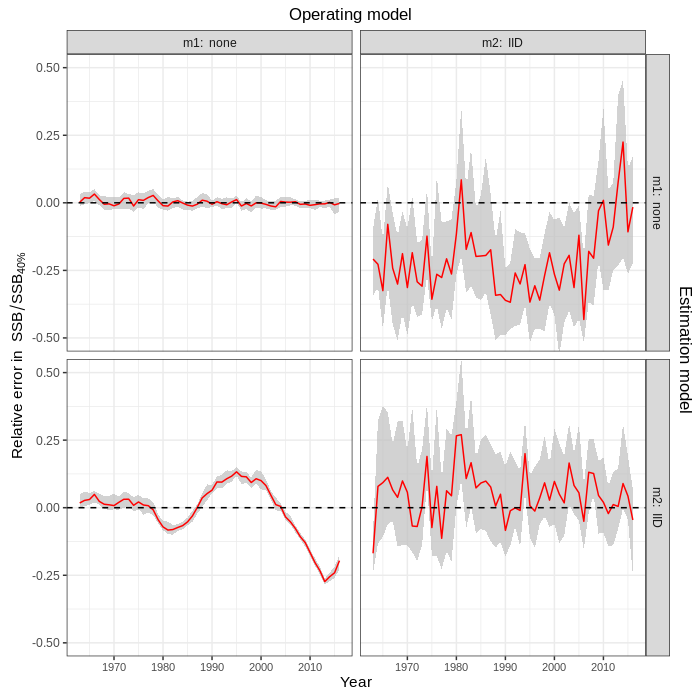 Operating model
m1: none
m2: IID
0.50
0.25
0.00
-0.25
-0.50
m1: none
0.50
0.25
0.00
-0.25
-0.50
m2: IID
Relative error in SSB/SSB40%
Estimation model
1970
1980
1990
2000
2010
1970
1980
1990
2000
2010
Year